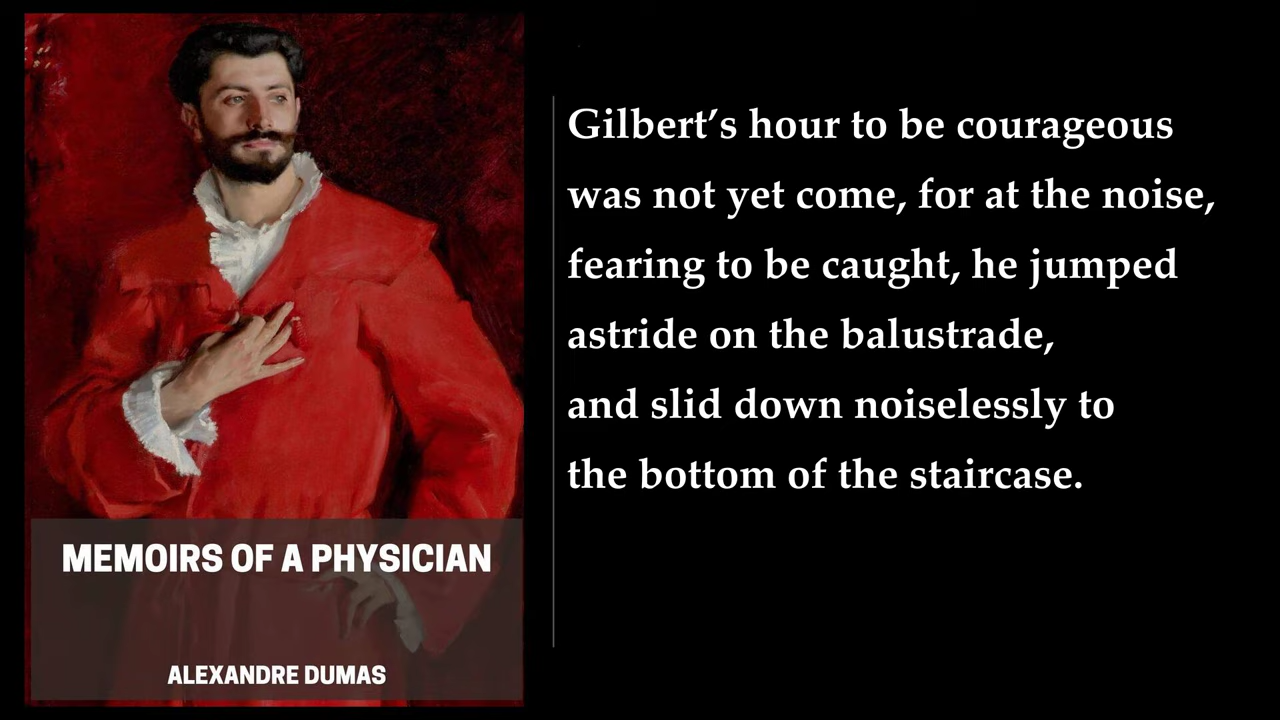 Gilbert’s hour to be courageous
was not yet come, for at the noise,
fearing to be caught, he jumped
astride on the balustrade,
and slid down noiselessly to
the bottom of the staircase.
MEMOIRS OF A PHYSICIAN
ALEXANDRE DUMAS